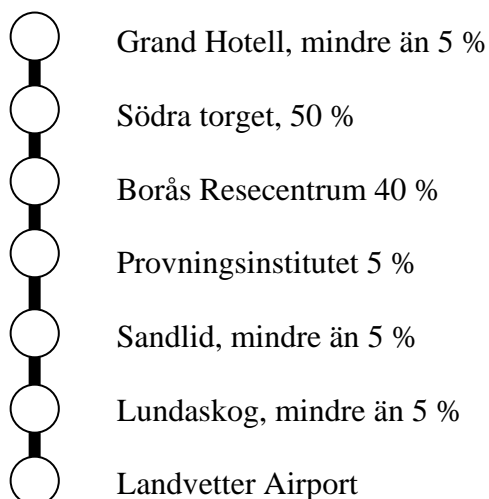 Grand Hotell, mindre än 5 %
Södra torget, 50 %
Borås Resecentrum 40 %
Provningsinstitutet 5 %
Sandlid, mindre än 5 %
Lundaskog, mindre än 5 %
Landvetter Airport